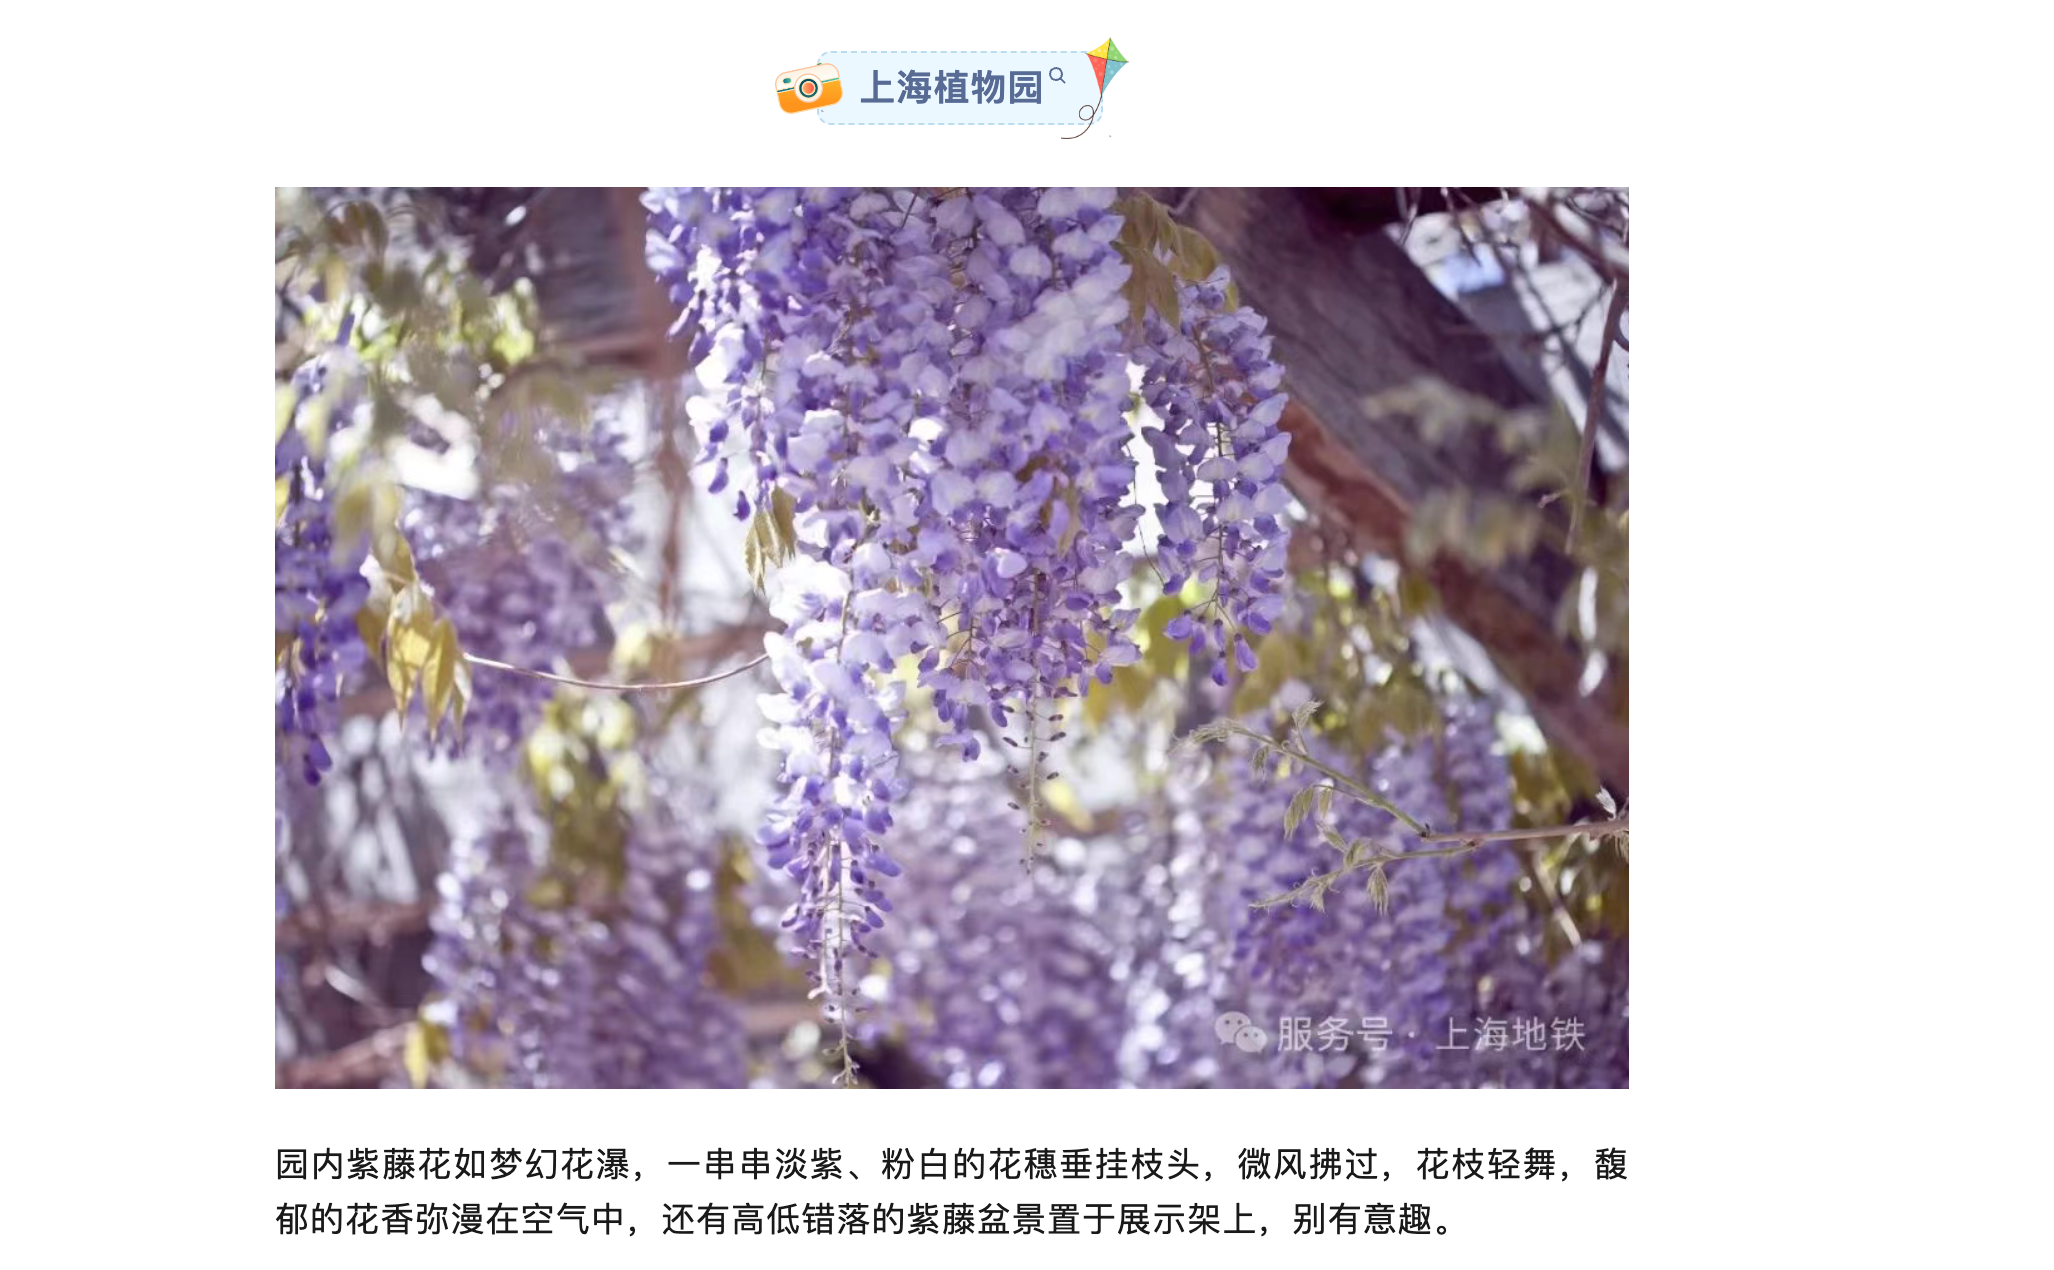 上海植物园
服务号 · 上海地铁
园内紫藤花如梦幻花瀑，一串串淡紫、粉白的花穗垂挂枝头，微风拂过，花枝轻舞，馥
郁的花香弥漫在空气中，还有高低错落的紫藤盆景置于展示架上，别有意趣。